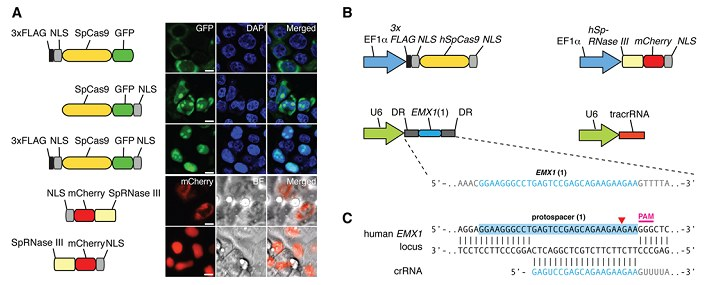 A
3xFLAG NLS SpCas9 GFP
SpCas9 GFP NLS
3xFLAG NLS SpCas9 GFP NLS
NLS mCherry SpRNase III
SpRNase III mCherry NLS
GFP DAPI Merged
mCherry BF Merged
B
EF1α 3x FLAG NLS hSpCas9 NLS
EF1α hSp-RNase III mCherry NLS
U6 DR EMX1(1) DR
U6 tracrRNA
EMX1 (1)
5'-..AAACGGAAGGGCCTGAGTCCGAGCAGAAGAAGAAGTTTTA..-3'
C
protospacer (1) PAM
human EMX1 locus
5'-..AGGAGGAAGGGCCTGAGTCCGAGCAGAAGAAGAAGGGCTC..-3'
3'-..TCCTCCTTCCCGGACTCAGGCTCGTCTTCTTCTTCCCGAG..-5'
crRNA 5'- GAGUCCGAGCAGAAGAAGAAGUUUUA..-3'